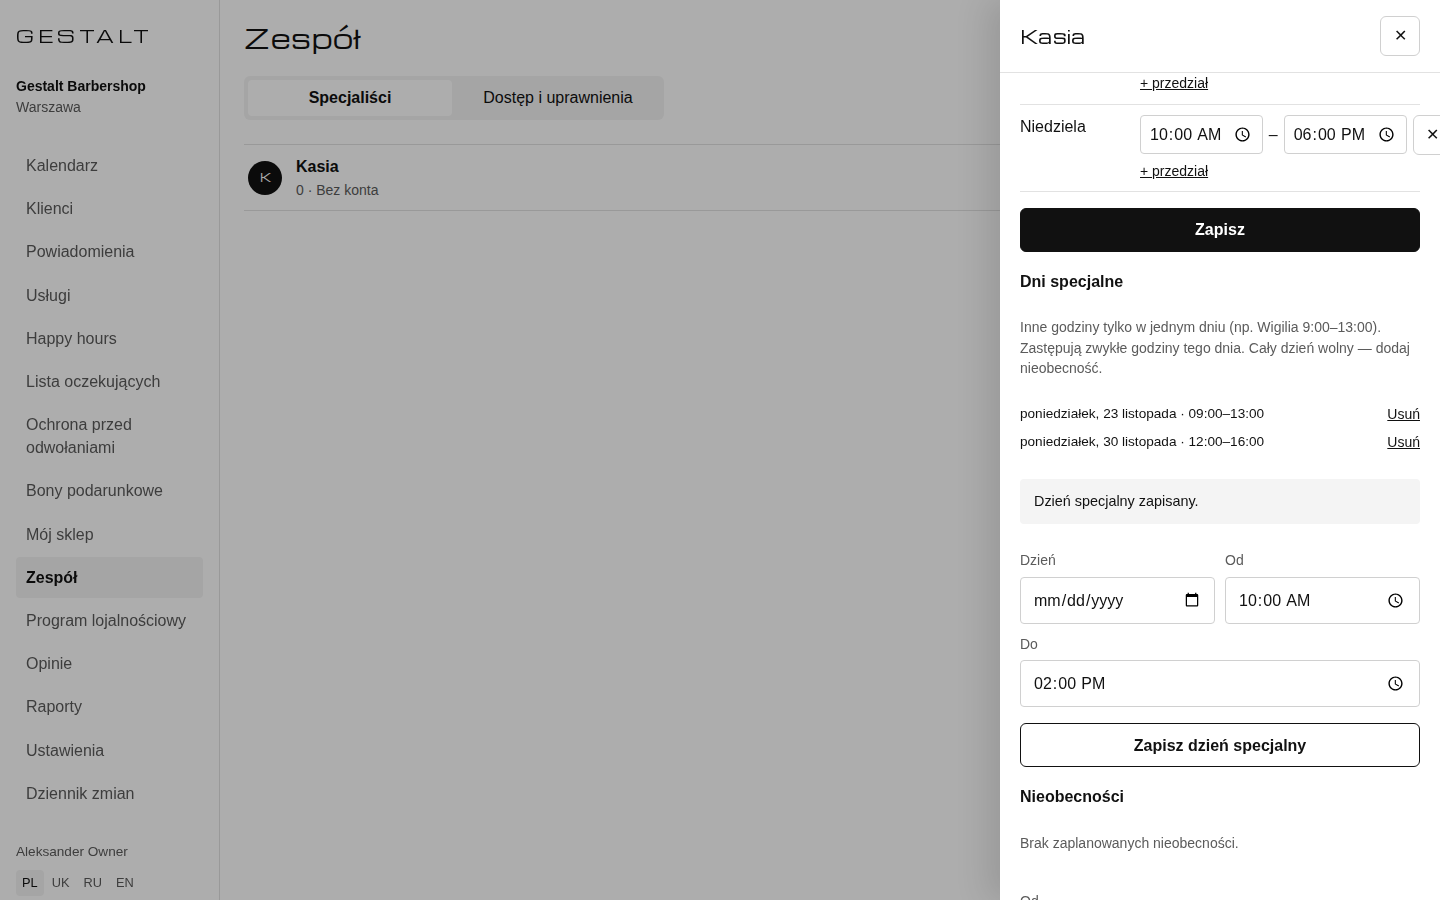 GESTALT
Gestalt Barbershop
Warszawa
Kalendarz
Klienci
Powiadomienia
Usługi
Happy hours
Lista oczekujących
Ochrona przed
odwołaniami
Bony podarunkowe
Mój sklep
Zespół
Program lojalnościowy
Opinie
Raporty
Ustawienia
Dziennik zmian
Aleksander Owner
PL UK RU EN
Zespół
Specjaliści Dostęp i uprawnienia
K
Kasia
0 · Bez konta
Kasia ×
+ przedział
Niedziela 10:00 AM – 06:00 PM ×
+ przedział
Zapisz
Dni specjalne
Inne godziny tylko w jednym dniu (np. Wigilia 9:00–13:00).
Zastępują zwykłe godziny tego dnia. Cały dzień wolny — dodaj
nieobecność.
poniedziałek, 23 listopada · 09:00–13:00 Usuń
poniedziałek, 30 listopada · 12:00–16:00 Usuń
Dzień specjalny zapisany.
Dzień Od
mm/dd/yyyy 10:00 AM
Do
02:00 PM
Zapisz dzień specjalny
Nieobecności
Brak zaplanowanych nieobecności.
Od